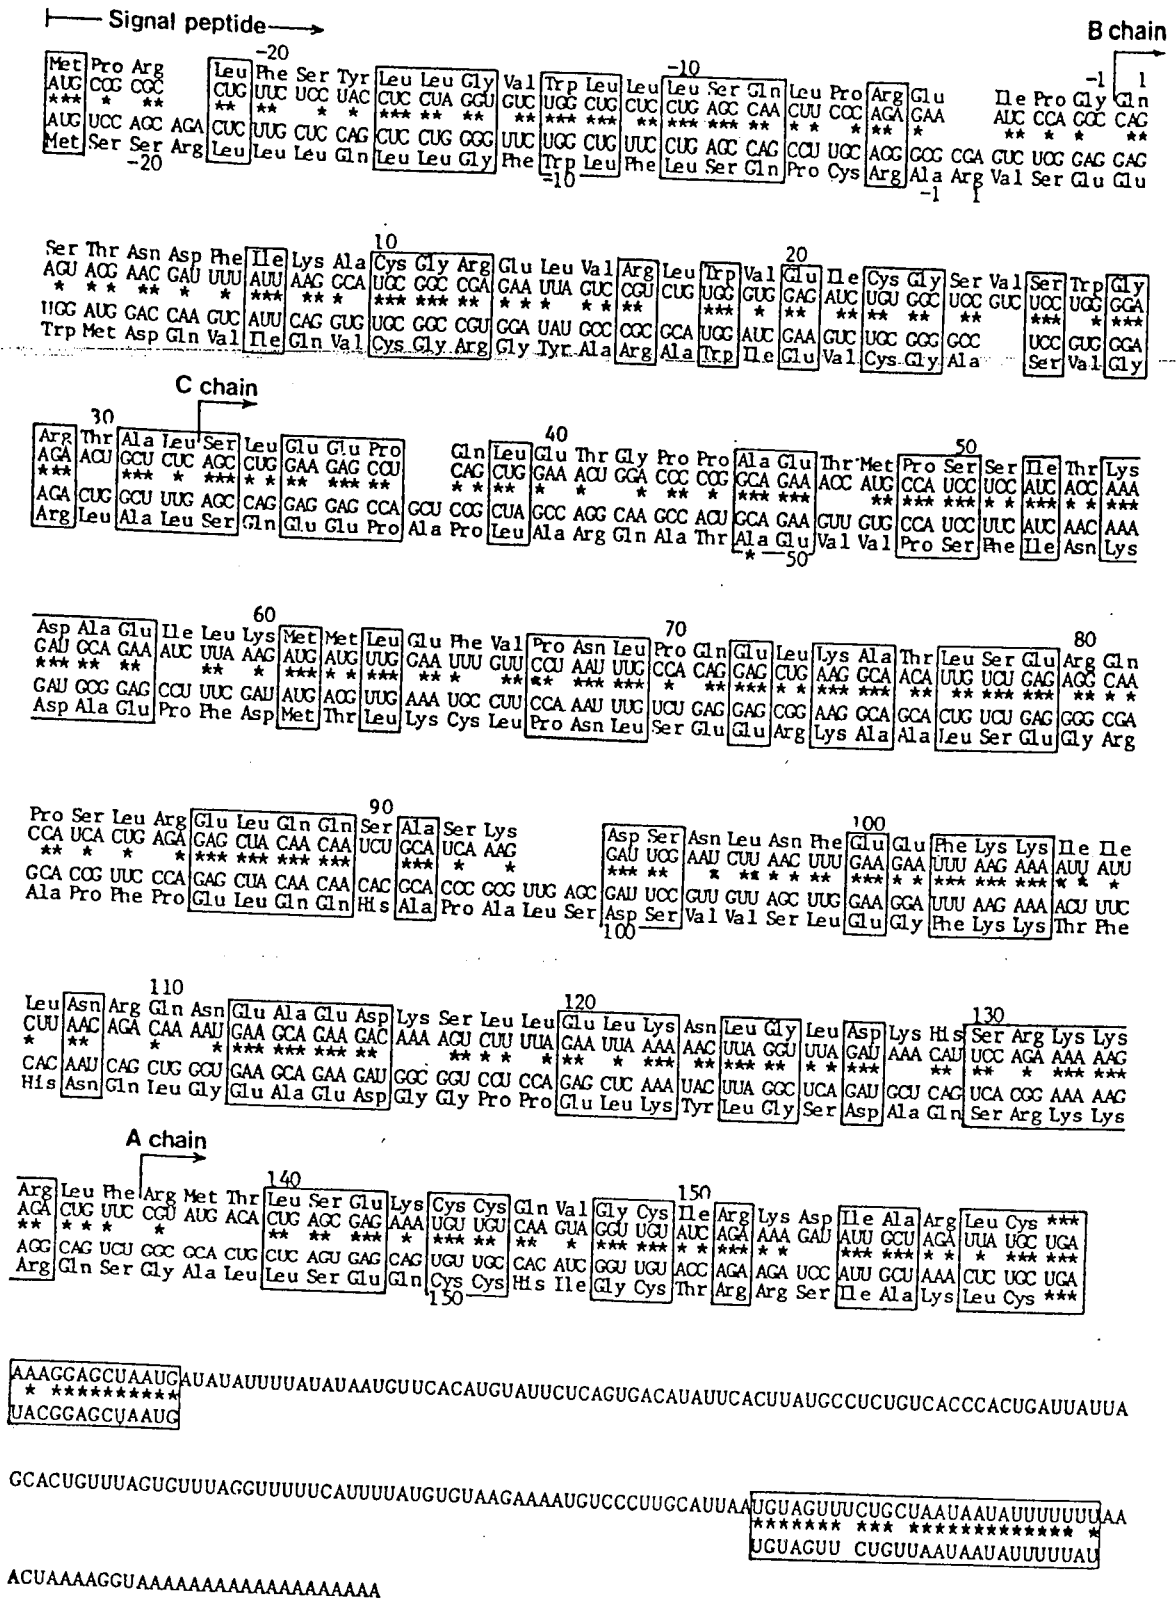 Signal peptide
B chain
-20 -10 -1 1
Met Pro Arg Leu Phe Ser Tyr Leu Leu Gly Val Trp Leu Leu Leu Ser Gln Leu Pro Arg Glu Ile Pro Gly Gln
AUG CCG CGC CUG UUC UCC UAC CUC CUA GGU GUC UGG CUG CUC CUG AGC CAA CUU CCC AGA GAA AUC CCA GGC CAG
*** * ** ** ** * * *** ** ** ** *** *** ** *** *** ** * * * ** * ** * * **
AUG UCC AGC AGA CUC UUG CUC CAG CUC CUG GGG UUC UGG CUG UUC CUG AGC CAG CCU UGC AGG GCG CGA GUC UCG GAG GAG
Met Ser Ser Arg Leu Leu Leu Gln Leu Leu Gly Phe Trp Leu Phe Leu Ser Gln Pro Cys Arg Ala Arg Val Ser Glu Glu
-20 -10 -1 1
10 20
Ser Thr Asn Asp Phe Ile Lys Ala Cys Gly Arg Glu Leu Val Arg Leu Trp Val Glu Ile Cys Gly Ser Val Ser Trp Gly
AGU ACG AAC GAU UUU AUU AAG GCA UGC GGC CGA GAA UUA GUC CGU CUG UGG GUG GAG AUC UGU GGC UCC GUC UCC UGG GGA
* ** ** * * *** ** * *** *** ** ** * * ** ** *** * ** ** ** ** ** *** * ***
UGG AUG GAC CAA GUC AUU CAG GUG UGC GGC CGU GGA UAU GCC CGC GCA UGG AUC GAA GUC UGC GGG GCC UCC GUG GGA
Trp Met Asp Gln Val Ile Gln Val Cys Gly Arg Gly Tyr Ala Arg Ala Trp Ile Glu Val Cys Gly Ala Ser Val Gly
C chain
30 40 50
Arg Thr Ala Leu Ser Leu Glu Glu Pro Gln Leu Glu Thr Gly Pro Pro Ala Glu Thr Met Pro Ser Ser Ile Thr Lys
AGA ACU GCU CUC AGC CUG GAA GAG CCU CAG CUG GAA ACU GGA CCC CCG GCA GAA ACC AUG CCA UCC UCC AUC ACC AAA
*** *** * *** * * ** *** ** * * ** * * * ** * *** *** ** *** *** * * *** * * ***
AGA CUG GCU UUG AGC CAG GAG GAG CCA GCU CCG CUA GCC AGG CAA GCC ACU GCA GAA GUU GUG CCA UCC UUC AUC AAC AAA
Arg Leu Ala Leu Ser Gln Glu Glu Pro Ala Pro Leu Ala Arg Gln Ala Thr Ala Glu Val Val Pro Ser Phe Ile Asn Lys
* 50
60 70 80
Asp Ala Glu Ile Leu Lys Met Met Leu Glu Phe Val Pro Asn Leu Pro Gln Glu Leu Lys Ala Thr Leu Ser Glu Arg Gln
GAU GCA GAA AUC UUA AAG AUG AUG UUG GAA UUU GUU CCU AAU UUG CCA CAG GAG CUG AAG GCA ACA UUG UCU GAG AGG CAA
*** ** ** ** * *** * * *** ** * ** ** *** *** * ** *** * * *** *** ** ** *** *** ** * *
GAU GCG GAG CCU UUC GAU AUG ACG UUG AAA UGC CUU CCA AAU UUG UCU GAG GAG CGG AAG GCA GCA CUG UCU GAG GGG CGA
Asp Ala Glu Pro Phe Asp Met Thr Leu Lys Cys Leu Pro Asn Leu Ser Glu Glu Arg Lys Ala Ala Leu Ser Glu Gly Arg
90 100
Pro Ser Leu Arg Glu Leu Gln Gln Ser Ala Ser Lys Asp Ser Asn Leu Asn Phe Glu Glu Phe Lys Lys Ile Ile
CCA UCA CUG AGA GAG CUA CAA CAA UCU GCA UCA AAG GAU UCG AAU CUU AAC UUU GAA GAA UUU AAG AAA AUU AUU
** * * * *** *** *** *** *** * * *** ** * ** * * *** * * *** *** *** * * *
GCA CCG UUC CCA GAG CUA CAA CAA CAC GCA CCC GCG UUG AGC GAU UCC GUU GUU AGC UUG GAA GGA UUU AAG AAA ACU UUC
Ala Pro Phe Pro Glu Leu Gln Gln His Ala Pro Ala Leu Ser Asp Ser Val Val Ser Leu Glu Gly Phe Lys Lys Thr Phe
100
110 120 130
Leu Asn Arg Gln Asn Glu Ala Glu Asp Lys Ser Leu Leu Glu Leu Lys Asn Leu Gly Leu Asp Lys His Ser Arg Lys Lys
CUU AAC AGA CAA AAU GAA GCA GAA GAC AAA AGU CUU UUA GAA UUA AAA AAC UUA GGU UUA GAU AAA CAU UCC AGA AAA AAG
* ** * * *** *** *** ** ** * * * ** * *** * *** ** * * *** ** ** * *** ***
CAC AAU CAG CUG GGU GAA GCA GAA GAU GGC GGU CCU CCA GAG CUC AAA UAC UUA GGC UCA GAU GCU CAG UCA CGG AAA AAG
His Asn Gln Leu Gly Glu Ala Glu Asp Gly Gly Pro Pro Glu Leu Lys Tyr Leu Gly Ser Asp Ala Gln Ser Arg Lys Lys
A chain
140 150
Arg Leu Phe Arg Met Thr Leu Ser Glu Lys Cys Cys Gln Val Gly Cys Ile Arg Lys Asp Ile Ala Arg Leu Cys ***
AGA CUG UUC CGU AUG ACA CUG AGC GAG AAA UGU UGU CAA GUA GGU UGU AUC AGA AAA GAU AUU GCU AGA UUA UGC UGA
** * * * * ** ** *** * *** ** ** * *** *** * * *** * * *** *** * * * *** ***
AGG CAG UCU GGC GCA CUG CUC AGU GAG CAG UGU UGC CAC AUC GGU UGU ACC AGA AGA UCC AUU GCU AAA CUC UGC UGA
Arg Gln Ser Gly Ala Leu Leu Ser Glu Gln Cys Cys His Ile Gly Cys Thr Arg Arg Ser Ile Ala Lys Leu Cys ***
150
AAAGGAGCUAAUGAUAUAUUUUAUAUAAUGUUCACAUGUAUUCUCAGUGACAUAUUCACUUAUGCCCUCUGUCACCCACUGAUUAUUA
* **********
UACGGAGCUAAUG
GCACUGUUUAGUGUUUAGGUUUUUCAUUUUAUGUGUAAGAAAAUGUCCCUUGCAUUAAUGUAGUUUCUGCUAAUAAUAUUUUUUUAA
******* *** ************* *
UGUAGUU CUGUUAAUAAUAUUUUUAU
ACUAAAAGGUAAAAAAAAAAAAAAAAAAA